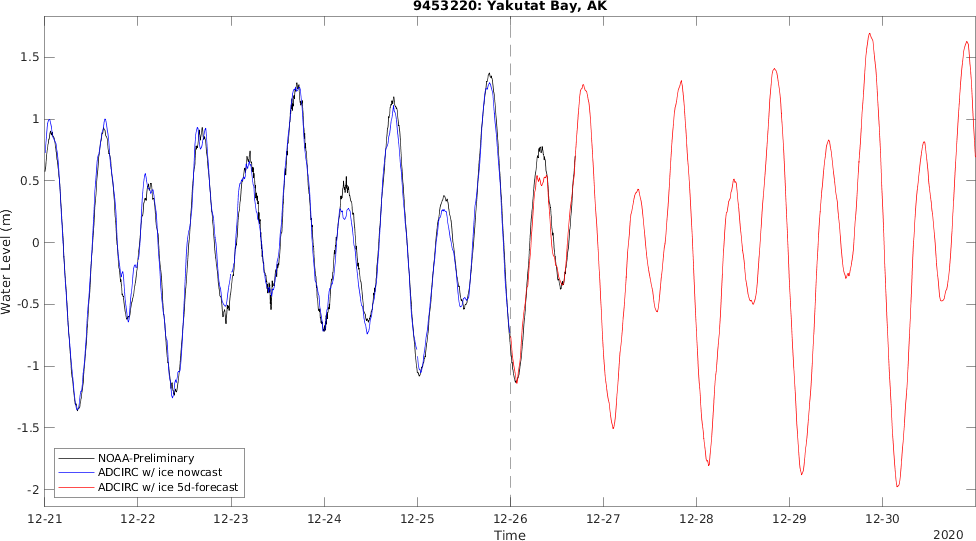 9453220: Yakutat Bay, AK
Water Level (m)
1.5
1
0.5
0
-0.5
-1
-1.5
-2
NOAA-Preliminary
ADCIRC w/ ice nowcast
ADCIRC w/ ice 5d-forecast
12-21 12-22 12-23 12-24 12-25 12-26 12-27 12-28 12-29 12-30
Time
2020